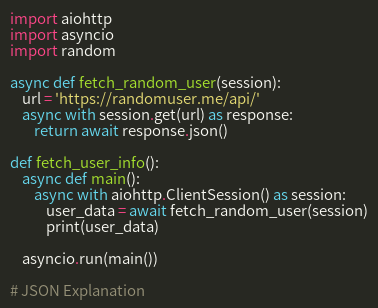 import aiohttp
import asyncio
import random

async def fetch_random_user(session):
    url = 'https://randomuser.me/api/'
    async with session.get(url) as response:
        return await response.json()

def fetch_user_info():
    async def main():
        async with aiohttp.ClientSession() as session:
            user_data = await fetch_random_user(session)
            print(user_data)

    asyncio.run(main())

# JSON Explanation